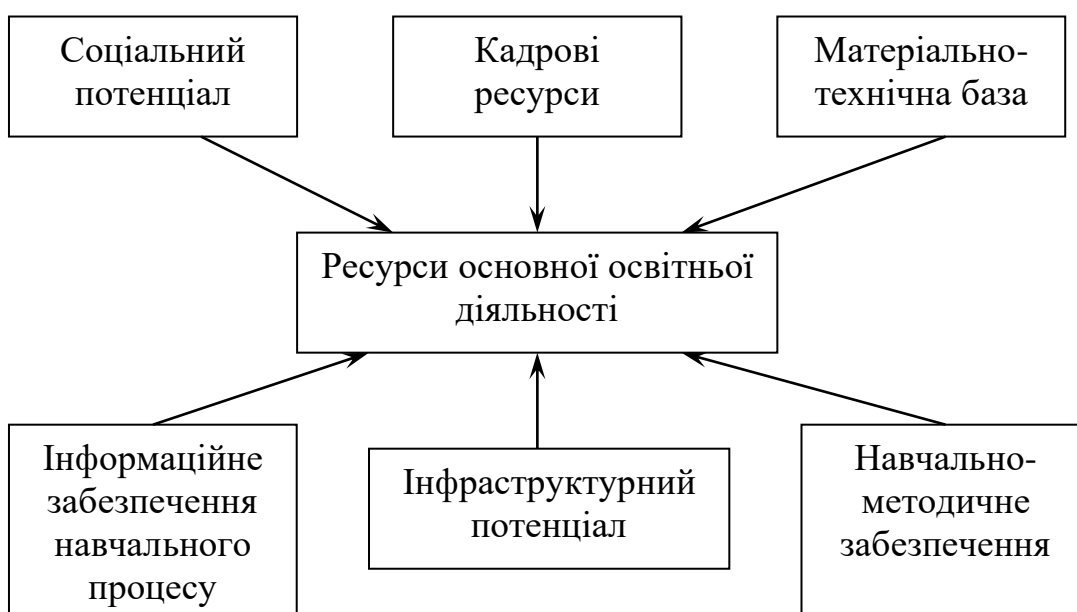 Соціальний
потенціал
Кадрові
ресурси
Матеріально-
технічна база
Ресурси основної освітньої
діяльності
Інформаційне
забезпечення
навчального
процесу
Інфраструктурний
потенціал
Навчально-
методичне
забезпечення